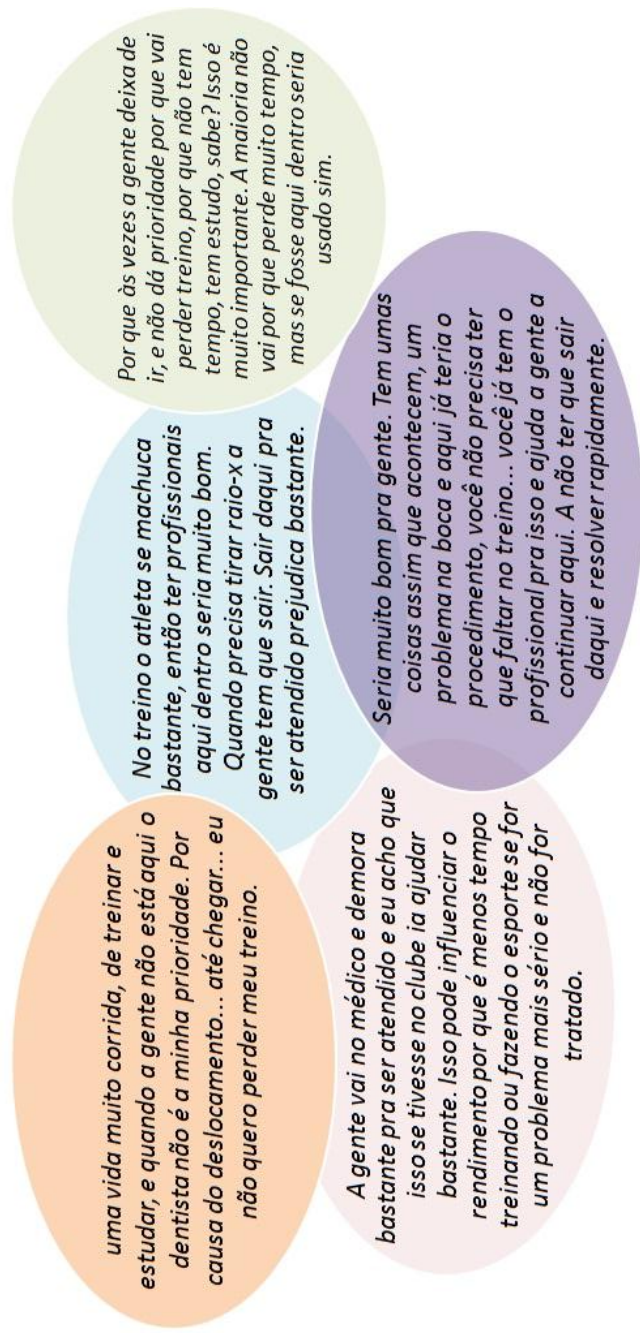 uma vida muito corrida, de treinar e
estudar, e quando a gente não está aqui o
dentista não é a minha prioridade. Por
causa do deslocamento... até chegar... eu
não quero perder meu treino.
No treino o atleta se machuca
bastante, então ter profissionais
aqui dentro seria muito bom.
Quando precisa tirar raio-x a
gente tem que sair. Sair daqui pra
ser atendido prejudica bastante.
Por que às vezes a gente deixa de
ir, e não dá prioridade por que vai
perder treino, por que não tem
tempo, tem estudo, sabe? Isso é
muito importante. A maioria não
vai por que perde muito tempo,
mas se fosse aqui dentro seria
usado sim.
A gente vai no médico e demora
bastante pra ser atendido e eu acho que
isso se tivesse no clube ia ajudar
bastante. Isso pode influenciar o
rendimento por que é menos tempo
treinando ou fazendo o esporte se for
um problema mais sério e não for
tratado.
Seria muito bom pra gente. Tem umas
coisas assim que acontecem, um
problema na boca e aqui já teria o
procedimento, você não precisa ter
que faltar no treino... você já tem o
profissional pra isso e ajuda a gente a
continuar aqui. A não ter que sair
daqui e resolver rapidamente.